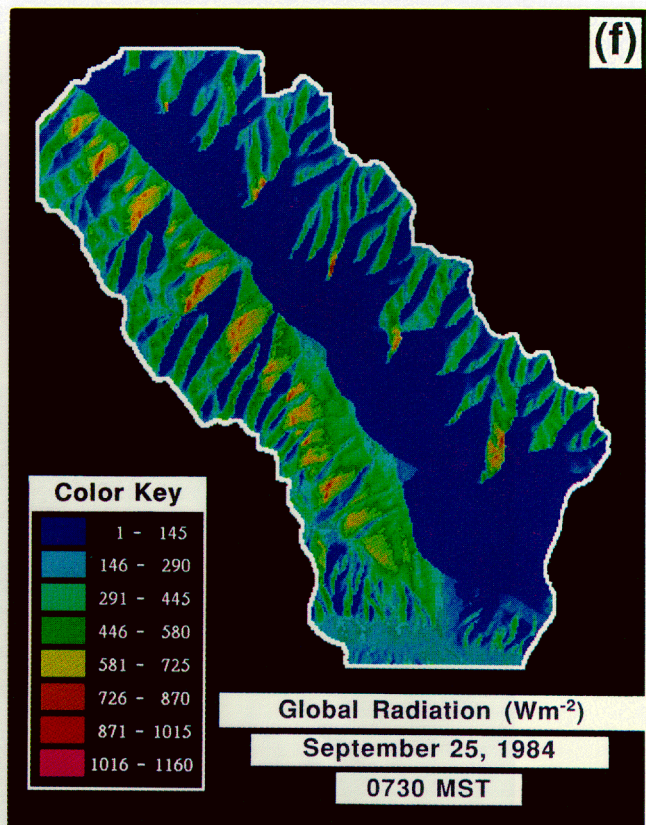 (f)
Color Key
1 - 145
146 - 290
291 - 445
446 - 580
581 - 725
726 - 870
871 - 1015
1016 - 1160
Global Radiation (Wm-2)
September 25, 1984
0730 MST